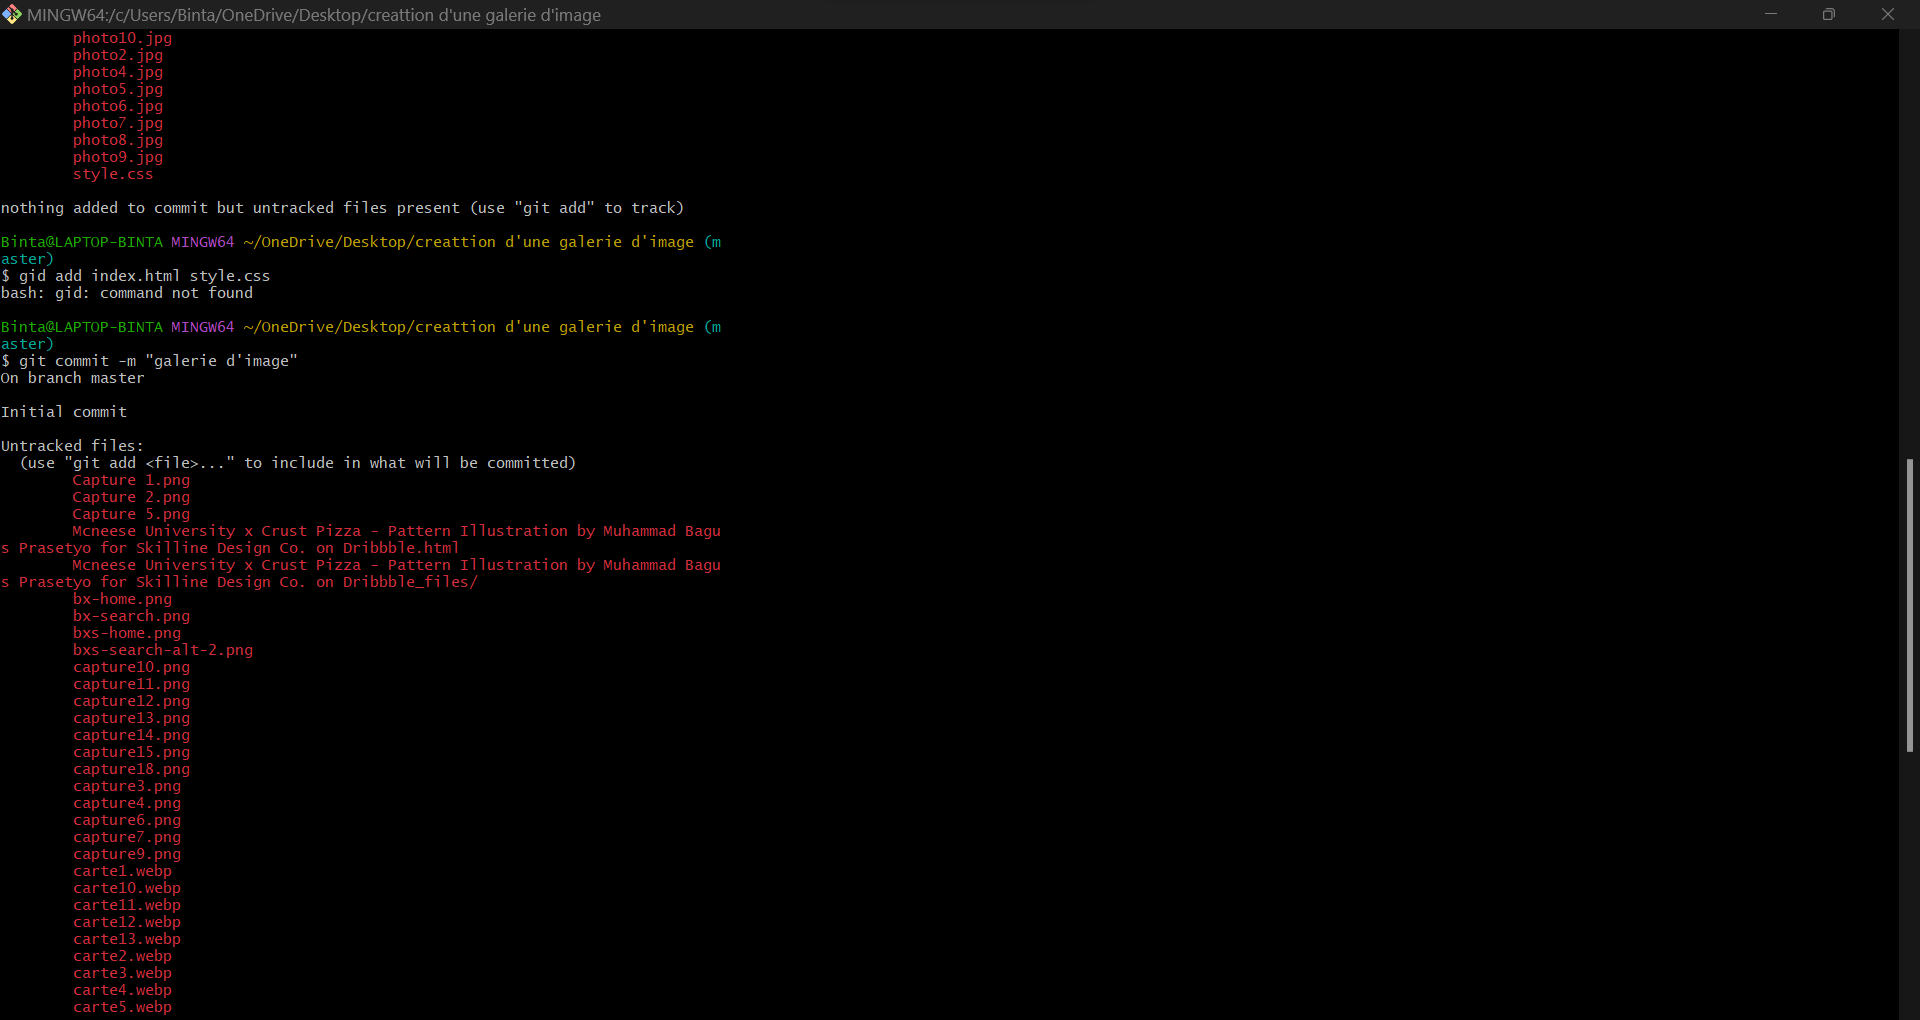 MINGW64:/c/Users/Binta/OneDrive/Desktop/creattion d'une galerie d'image
photo10.jpg
photo2.jpg
photo4.jpg
photo5.jpg
photo6.jpg
photo7.jpg
photo8.jpg
photo9.jpg
style.css
nothing added to commit but untracked files present (use "git add" to track)
Binta@LAPTOP-BINTA MINGW64 ~/OneDrive/Desktop/creattion d'une galerie d'image (m
aster)
$ gid add index.html style.css
bash: gid: command not found
Binta@LAPTOP-BINTA MINGW64 ~/OneDrive/Desktop/creattion d'une galerie d'image (m
aster)
$ git commit -m "galerie d'image"
On branch master
Initial commit
Untracked files:
(use "git add <file>..." to include in what will be committed)
Capture 1.png
Capture 2.png
Capture 5.png
Mcneese University x Crust Pizza - Pattern Illustration by Muhammad Bagu
s Prasetyo for Skilline Design Co. on Dribbble.html
Mcneese University x Crust Pizza - Pattern Illustration by Muhammad Bagu
s Prasetyo for Skilline Design Co. on Dribbble_files/
bx-home.png
bx-search.png
bxs-home.png
bxs-search-alt-2.png
capture10.png
capture11.png
capture12.png
capture13.png
capture14.png
capture15.png
capture18.png
capture3.png
capture4.png
capture6.png
capture7.png
capture9.png
carte1.webp
carte10.webp
carte11.webp
carte12.webp
carte13.webp
carte2.webp
carte3.webp
carte4.webp
carte5.webp